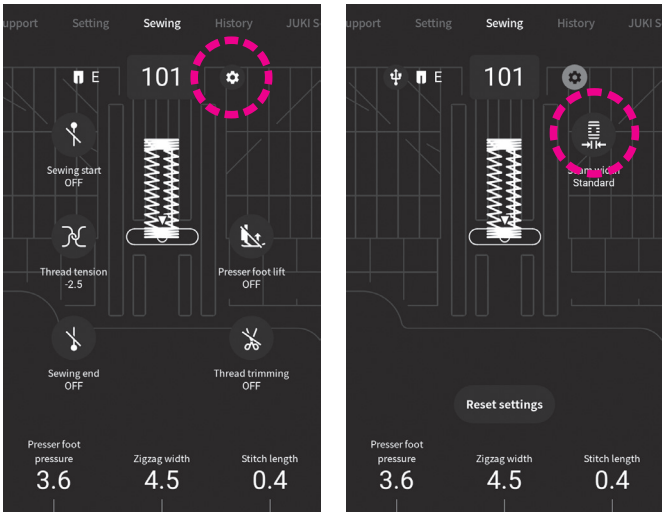 upport Setting Sewing History JUKI S
E 101
Sewing start
OFF
Thread tension
-2.5
Presser foot lift
OFF
Sewing end
OFF
Thread trimming
OFF
Presser foot
pressure
3.6
Zigzag width
4.5
Stitch length
0.4
upport Setting Sewing History JUKI S
E 101
Seam width
Standard
Reset settings
Presser foot
pressure
3.6
Zigzag width
4.5
Stitch length
0.4